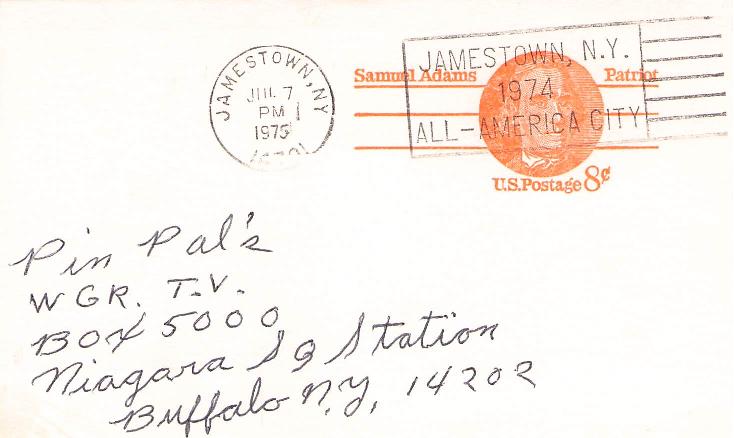 JAMESTOWN, NY
JUL 7
PM
1975
JAMESTOWN, N.Y.
1974
ALL-AMERICA CITY
Samuel Adams Patriot
U.S. Postage 8¢
Pin Pal's
WGR. T.V.
BOX 5000
Niagara Sq Station
Buffalo N.Y. 14202